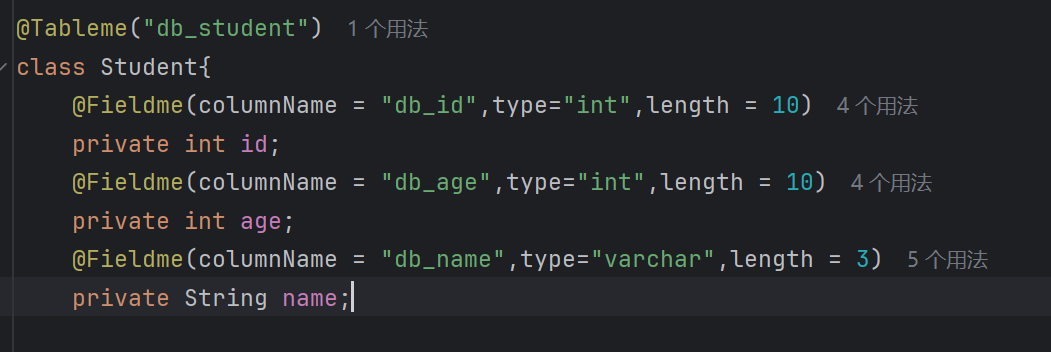 @Tableme("db_student") 1个用法
class Student{
@Fieldme(columnName = "db_id",type="int",length = 10) 4个用法
private int id;
@Fieldme(columnName = "db_age",type="int",length = 10) 4个用法
private int age;
@Fieldme(columnName = "db_name",type="varchar",length = 3) 5个用法
private String name;